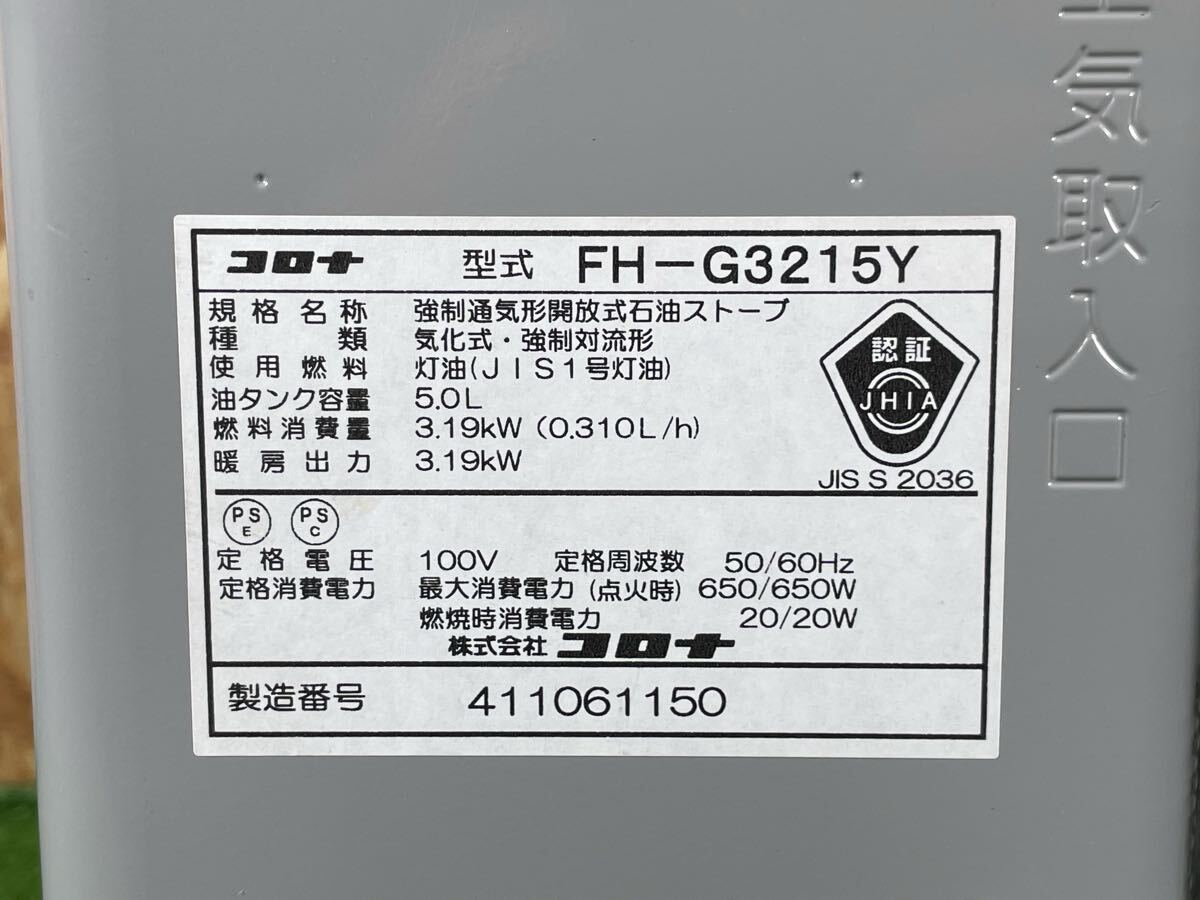 コロナ 型式 FH-G3215Y
規格名称 強制通気形開放式石油ストーブ
種類 気化式・強制対流形
使用燃料 灯油(JIS1号灯油)
油タンク容量 5.0L
燃料消費量 3.19kW (0.310L/h)
暖房出力 3.19kW
認証
JHIA
JIS S 2036
PS E PS C
定格電圧 100V 定格周波数 50/60Hz
定格消費電力 最大消費電力 (点火時) 650/650W
燃焼時消費電力 20/20W
株式会社 コロナ
製造番号 411061150
気取入口